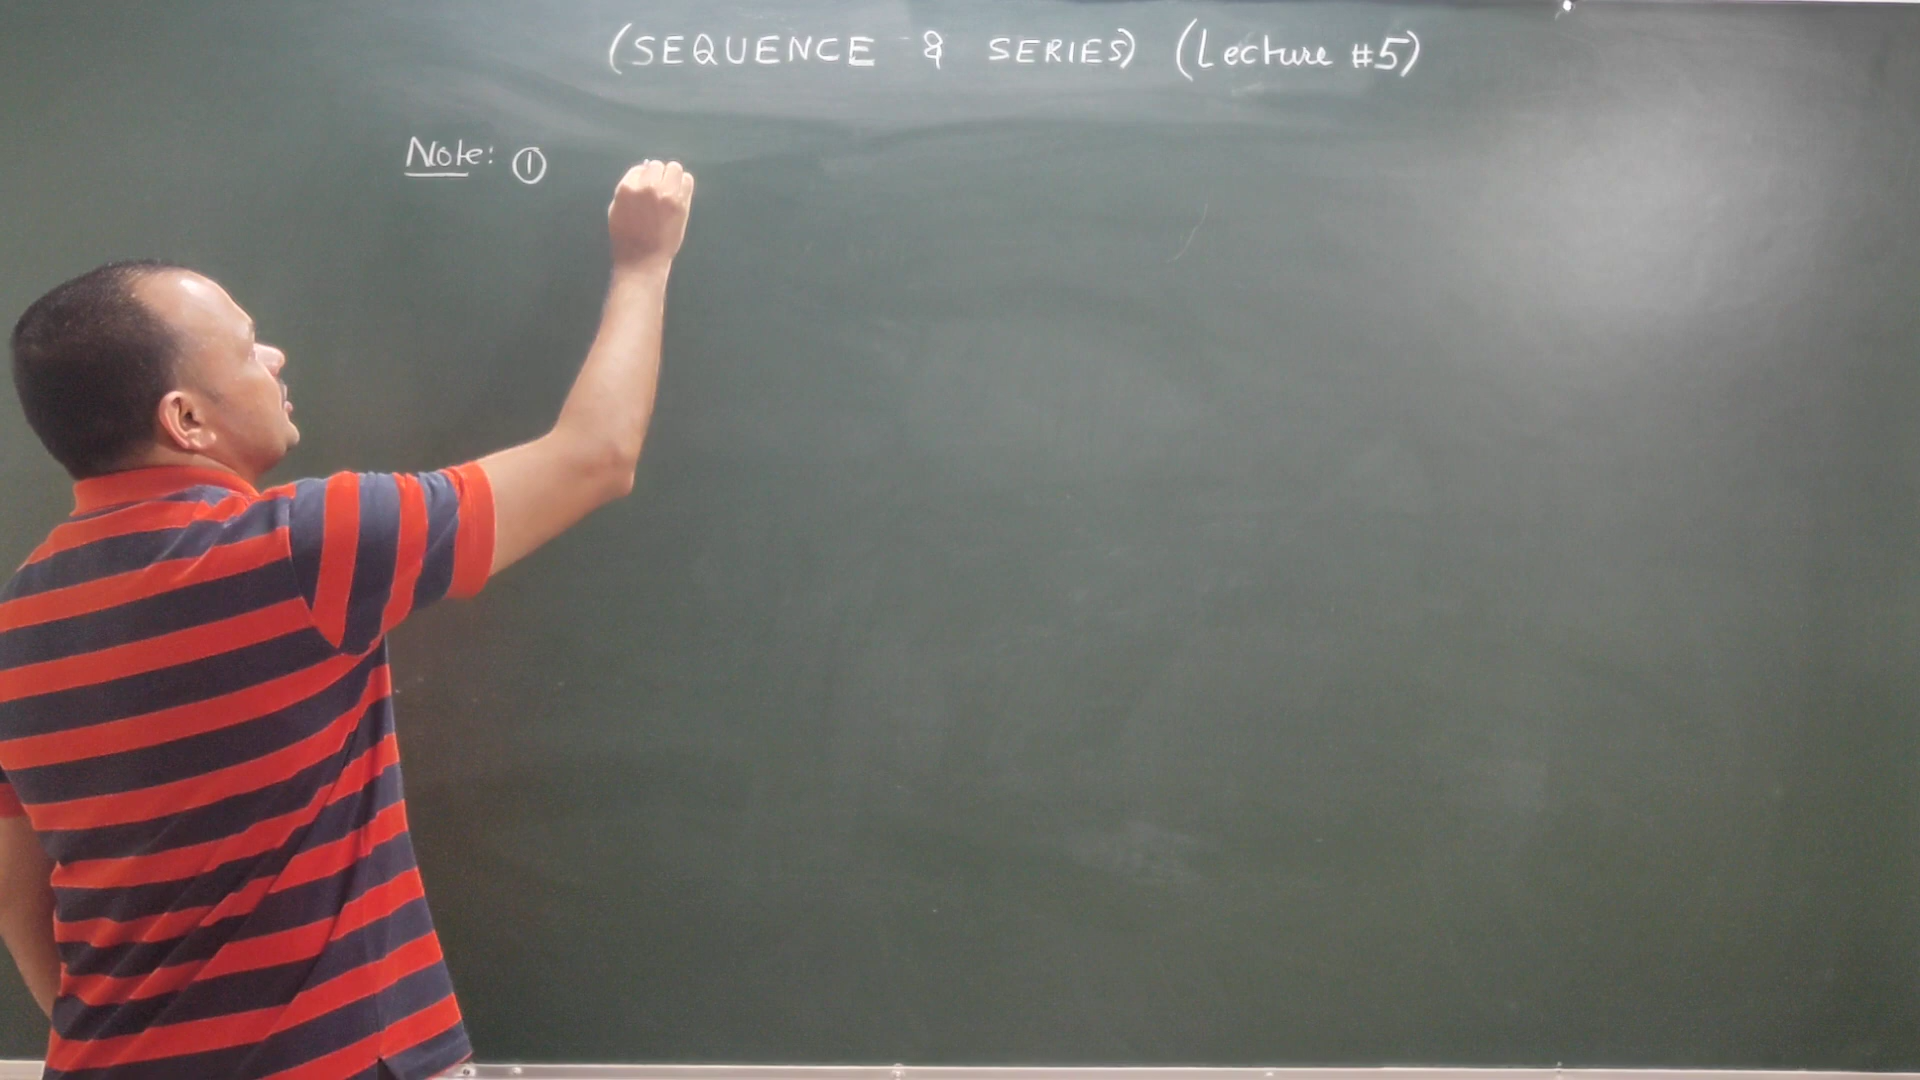 (SEQUENCE & SERIES) (Lecture #5)
Note: ①